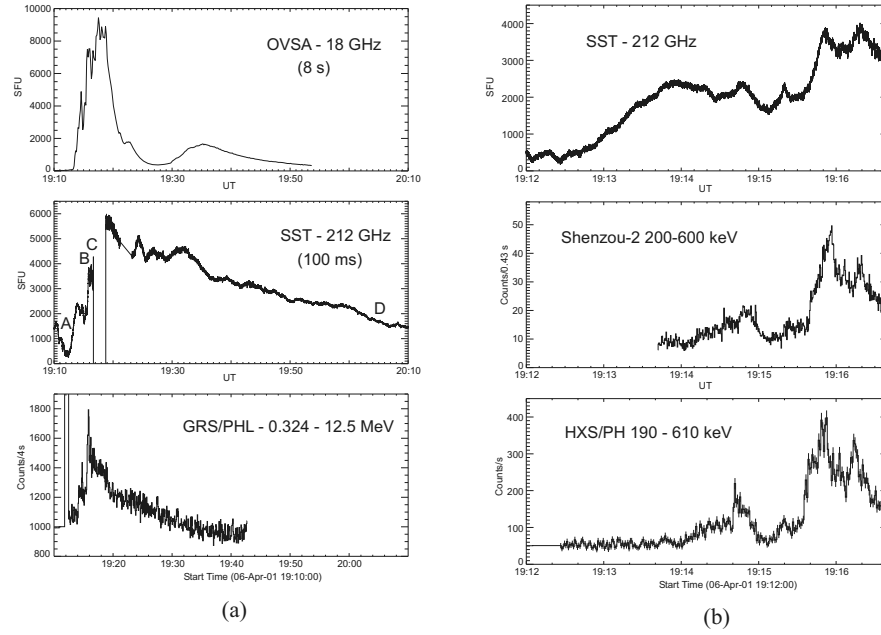 10000
8000
6000
4000
2000
0
SFU
OVSA - 18 GHz
(8 s)
19:10 19:30 19:50 20:10
UT
6000
5000
4000
3000
2000
1000
0
SFU
A B C D
SST - 212 GHz
(100 ms)
19:10 19:20 19:30 19:40 19:50 20:00 20:10
UT
1800
1600
1400
1200
1000
800
Counts/4s
GRS/PHL - 0.324 - 12.5 MeV
19:20 19:30 19:40 19:50 20:00
Start Time (06-Apr-01 19:10:00)
(a)
4000
3000
2000
1000
0
SFU
SST - 212 GHz
19:12 19:13 19:14 19:15 19:16
UT
50
40
30
20
10
0
Counts/0.43 s
Shenzou-2 200-600 keV
19:12 19:13 19:14 19:15 19:16
UT
400
300
200
100
0
Counts/s
HXS/PH 190 - 610 keV
19:12 19:13 19:14 19:15 19:16
Start Time (06-Apr-01 19:12:00)
(b)